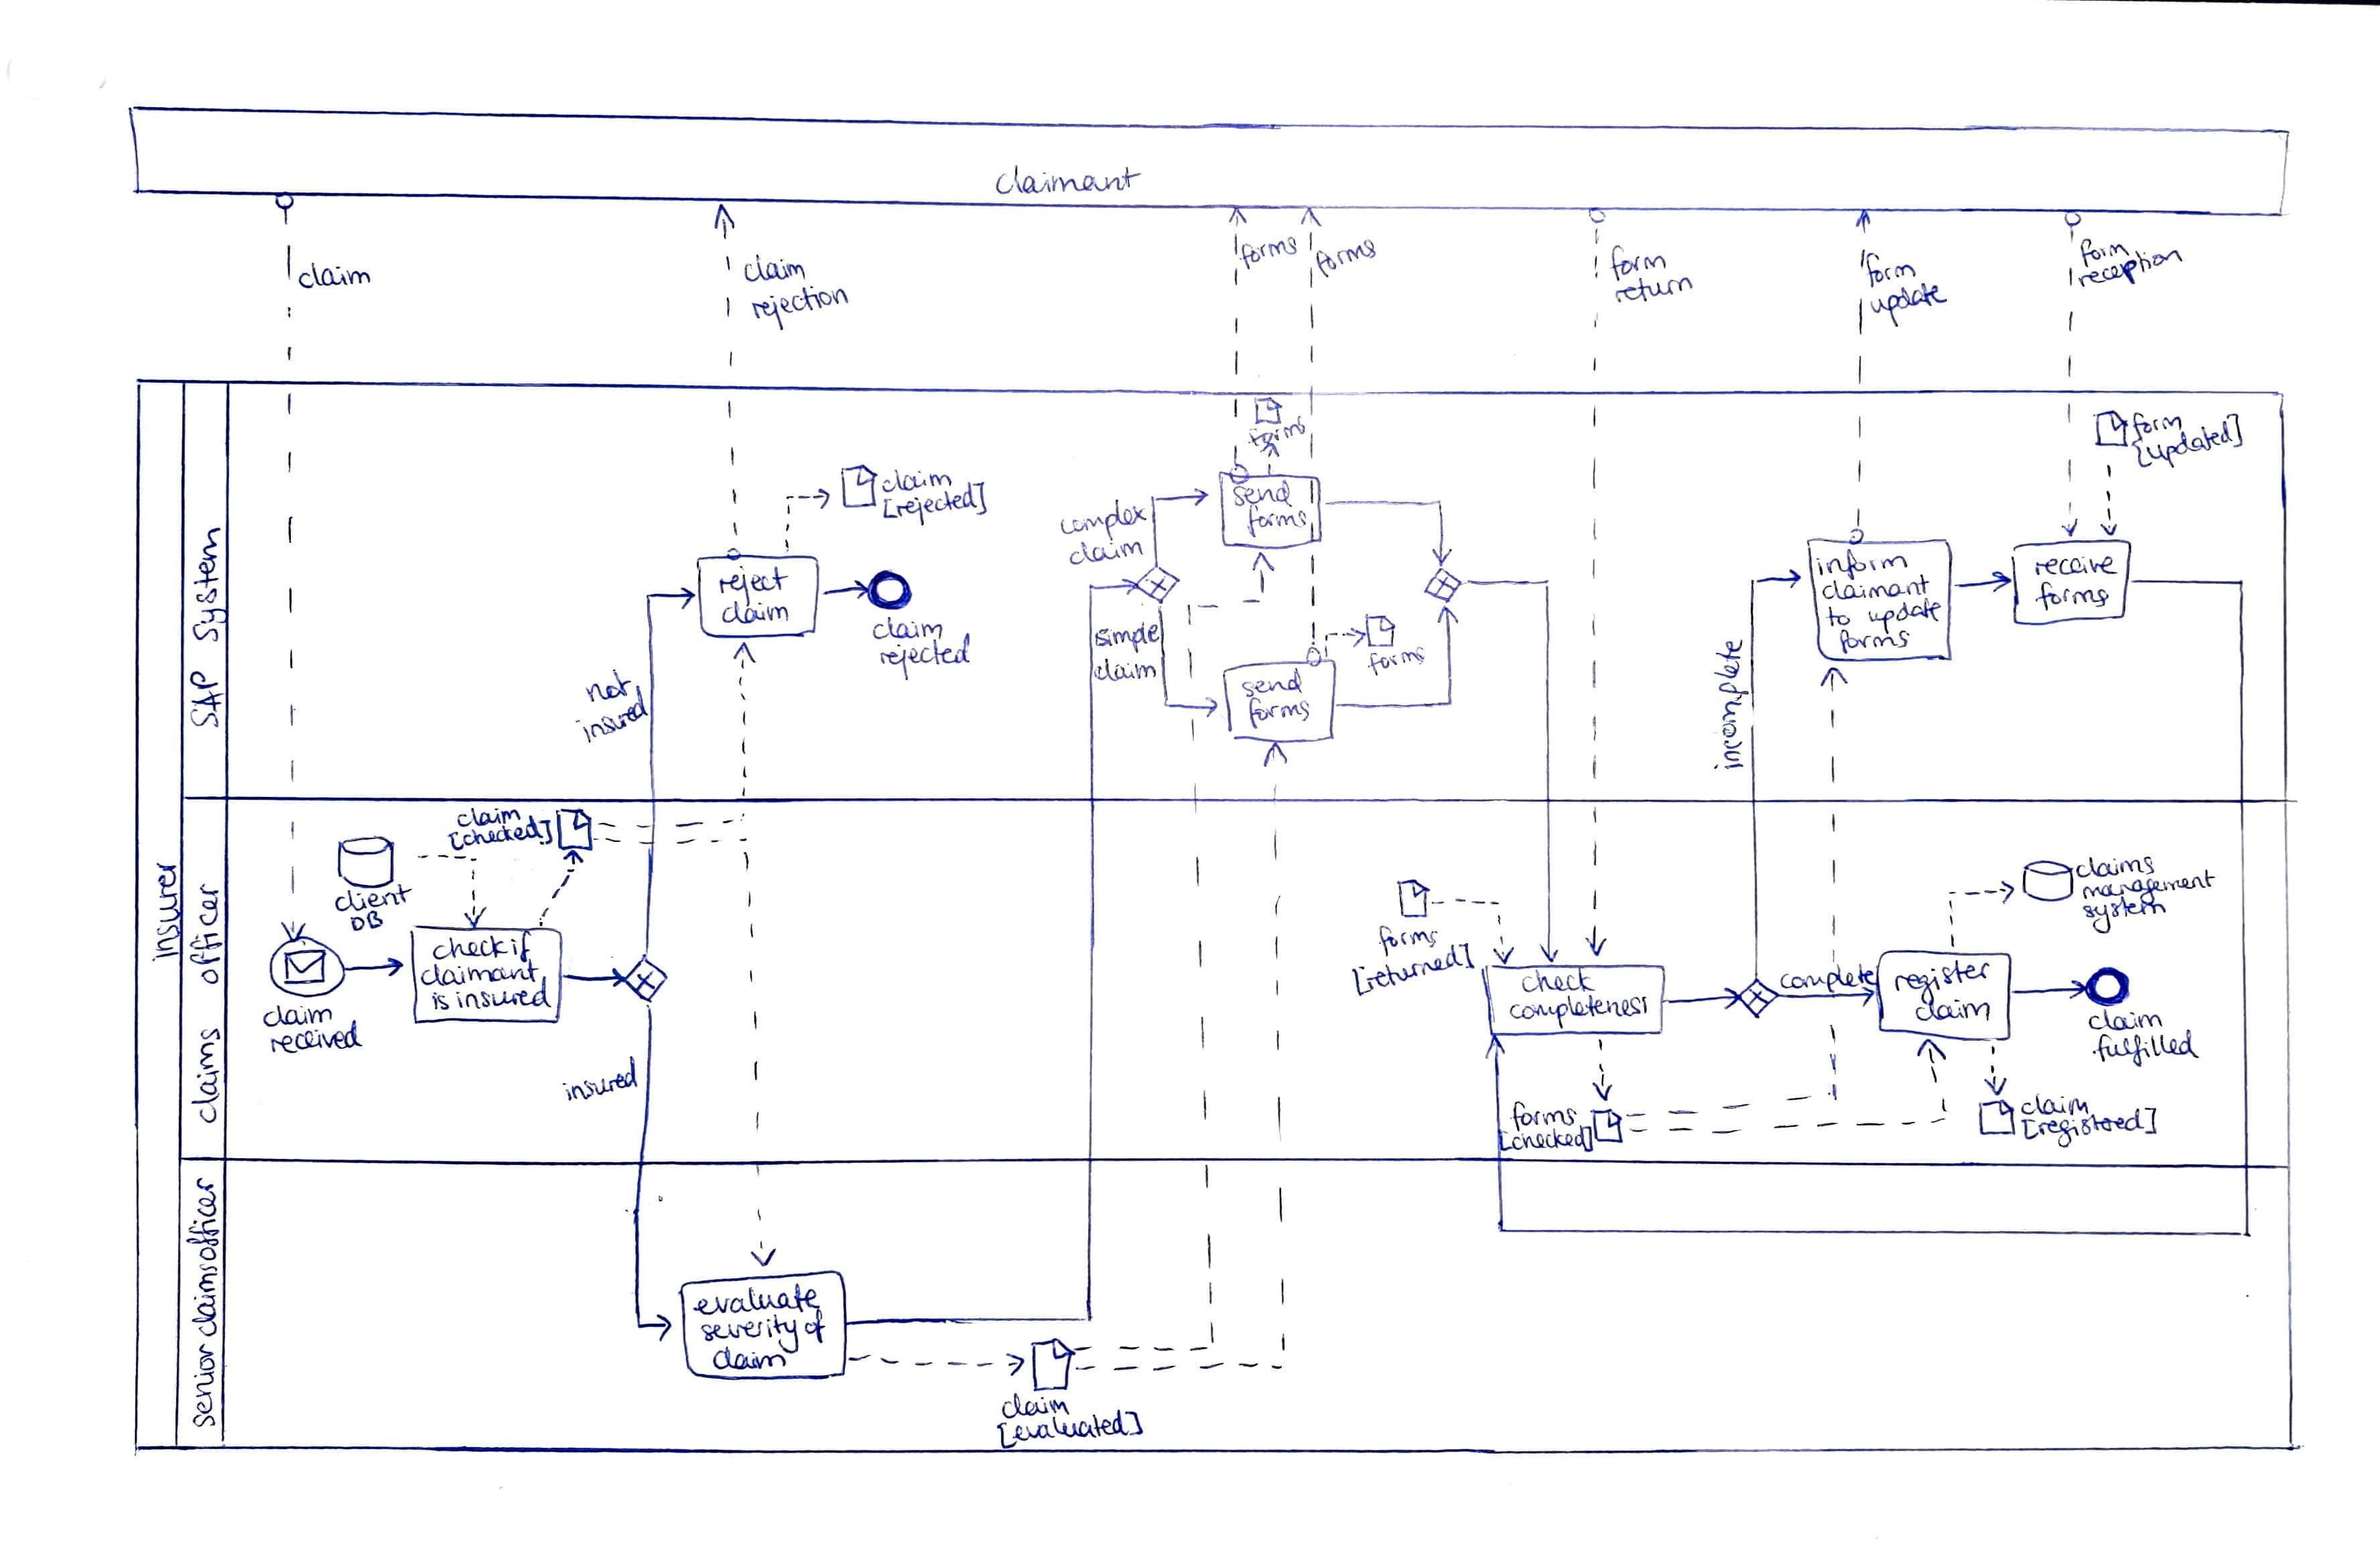 claimant
claim
claim
rejection
forms
forms
form
return
form
update
form
reception
insurer
SAP System
claims officer
senior claims officer
not
insured
reject
claim
claim
[rejected]
claim
rejected
complex
claim
simple
claim
send
forms
forms
send
forms
forms
incomplete
inform
claimant
to update
forms
receive
forms
form
[updated]
claim
received
client
DB
claim
[checked]
check if
claimant
is insured
insured
forms
[returned]
check
completeness
forms
[checked]
complete
register
claim
claims
management
system
claim
[registered]
claim
fulfilled
evaluate
severity of
claim
claim
[evaluated]